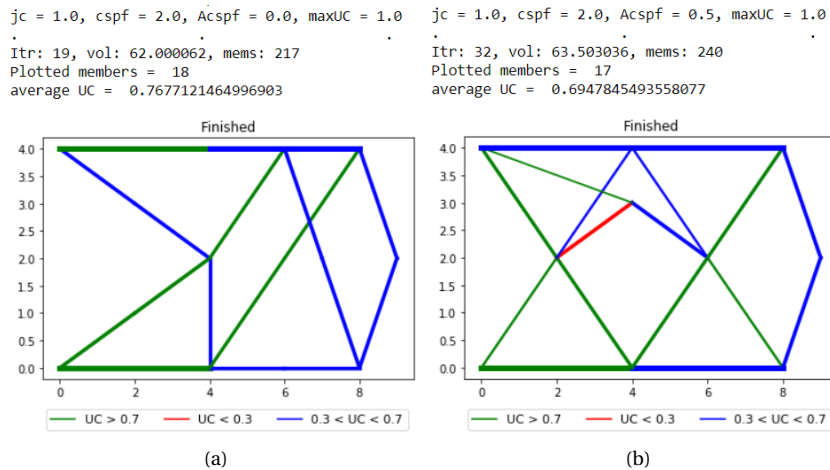 jc = 1.0, cspf = 2.0, Acspf = 0.0, maxUC = 1.0
. .
Itr: 19, vol: 62.000062, mems: 217
Plotted members = 18
average UC = 0.7677121464996903
Finished
4.0
3.5
3.0
2.5
2.0
1.5
1.0
0.5
0.0
0 2 4 6 8
UC > 0.7 UC < 0.3 0.3 < UC < 0.7
(a)
jc = 1.0, cspf = 2.0, Acspf = 0.5, maxUC = 1.0
. . .
Itr: 32, vol: 63.503036, mems: 240
Plotted members = 17
average UC = 0.6947845493558077
Finished
4.0
3.5
3.0
2.5
2.0
1.5
1.0
0.5
0.0
0 2 4 6 8
UC > 0.7 UC < 0.3 0.3 < UC < 0.7
(b)